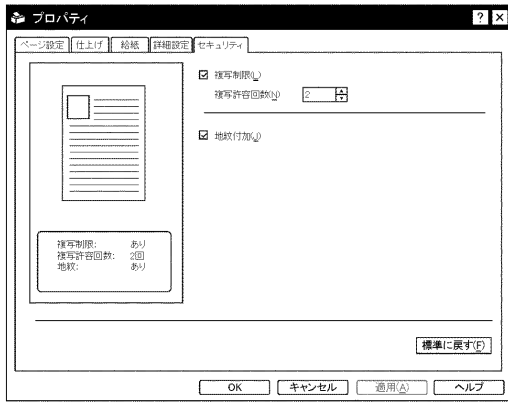 プロパティ
ページ設定 仕上げ 給紙 詳細設定 セキュリティ
複写制限(L)
複写許容回数(N) 2
地紋付加(J)
複写制限: あり
複写許容回数: 2回
地紋: あり
標準に戻す(F)
OK キャンセル 適用(A) ヘルプ